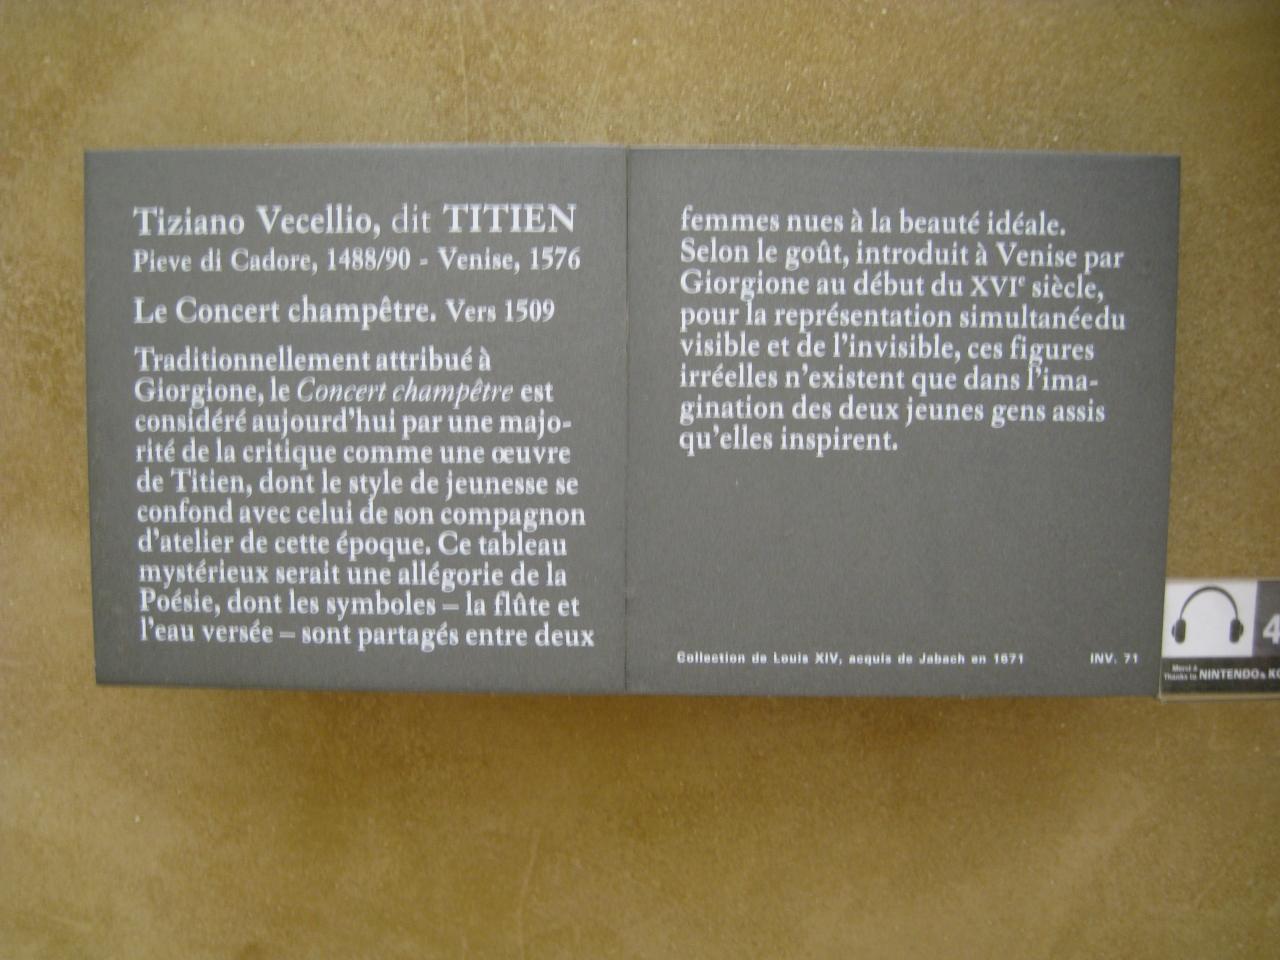 Tiziano Vecellio, dit TITIEN
Pieve di Cadore, 1488/90 - Venise, 1576
Le Concert champêtre. Vers 1509
Traditionnellement attribué à
Giorgione, le Concert champêtre est
considéré aujourd'hui par une majo-
rité de la critique comme une œuvre
de Titien, dont le style de jeunesse se
confond avec celui de son compagnon
d'atelier de cette époque. Ce tableau
mystérieux serait une allégorie de la
Poésie, dont les symboles – la flûte et
l'eau versée – sont partagés entre deux
femmes nues à la beauté idéale.
Selon le goût, introduit à Venise par
Giorgione au début du XVIe siècle,
pour la représentation simultanée du
visible et de l'invisible, ces figures
irréelles n'existent que dans l'ima-
gination des deux jeunes gens assis
qu'elles inspirent.
Collection de Louis XIV, acquis de Jabach en 1671 INV. 71
4
Merci à
Thanks to NINTENDO &